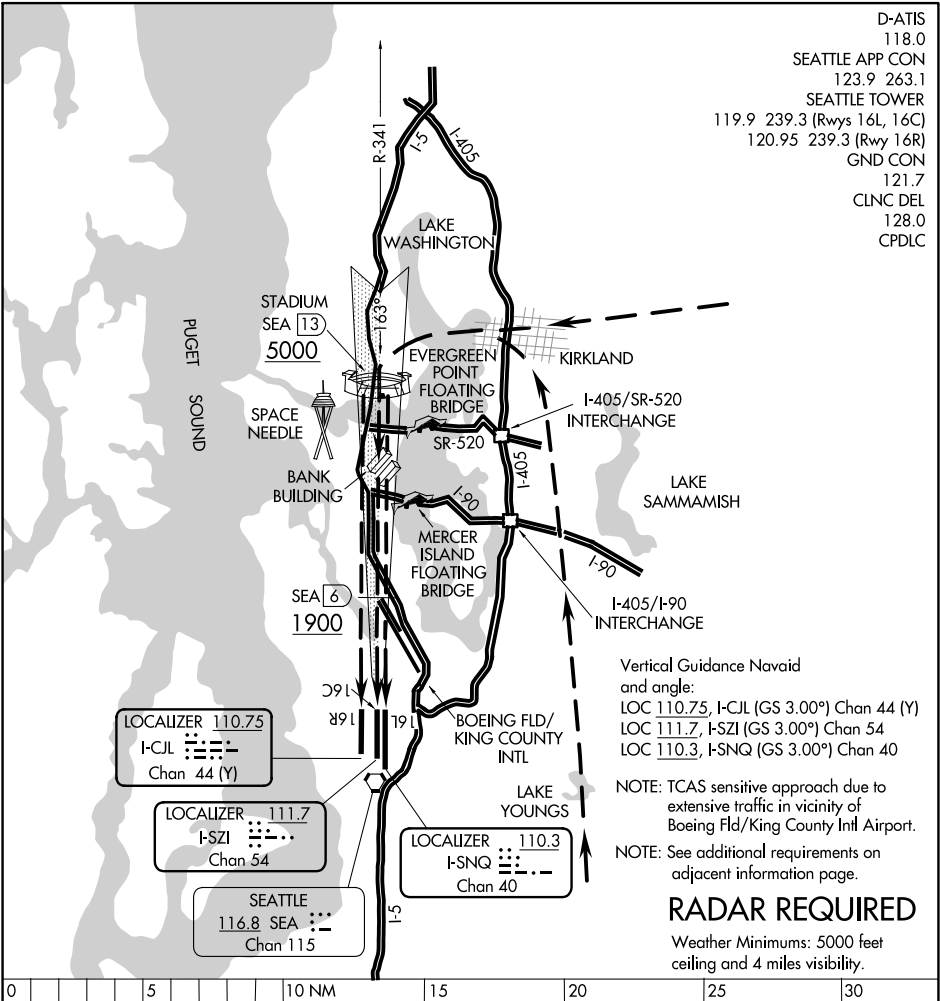 D-ATIS
118.0
SEATTLE APP CON
123.9 263.1
SEATTLE TOWER
119.9 239.3 (Rwys 16L, 16C)
120.95 239.3 (Rwy 16R)
GND CON
121.7
CLNC DEL
128.0
CPDLC
R-341
I-5
I-405
LAKE
WASHINGTON
163°
STADIUM
SEA 13
5000
PUGET
SOUND
EVERGREEN
POINT
FLOATING
BRIDGE
KIRKLAND
SPACE
NEEDLE
I-405/SR-520
INTERCHANGE
SR-520
I-405
BANK
BUILDING
I-90
LAKE
SAMMAMISH
MERCER
ISLAND
FLOATING
BRIDGE
I-90
SEA 6
1900
I-405/I-90
INTERCHANGE
16C
16R
16L
BOEING FLD/
KING COUNTY
INTL
Vertical Guidance Navaid
and angle:
LOC 110.75, I-CJL (GS 3.00°) Chan 44 (Y)
LOC 111.7, I-SZI (GS 3.00°) Chan 54
LOC 110.3, I-SNQ (GS 3.00°) Chan 40
LOCALIZER 110.75
I-CJL
Chan 44 (Y)
LAKE
YOUNGS
NOTE: TCAS sensitive approach due to
extensive traffic in vicinity of
Boeing Fld/King County Intl Airport.
LOCALIZER 111.7
I-SZI
Chan 54
LOCALIZER 110.3
I-SNQ
Chan 40
NOTE: See additional requirements on
adjacent information page.
SEATTLE
116.8 SEA
Chan 115
I-5
RADAR REQUIRED
Weather Minimums: 5000 feet
ceiling and 4 miles visibility.
0 5 10 NM 15 20 25 30